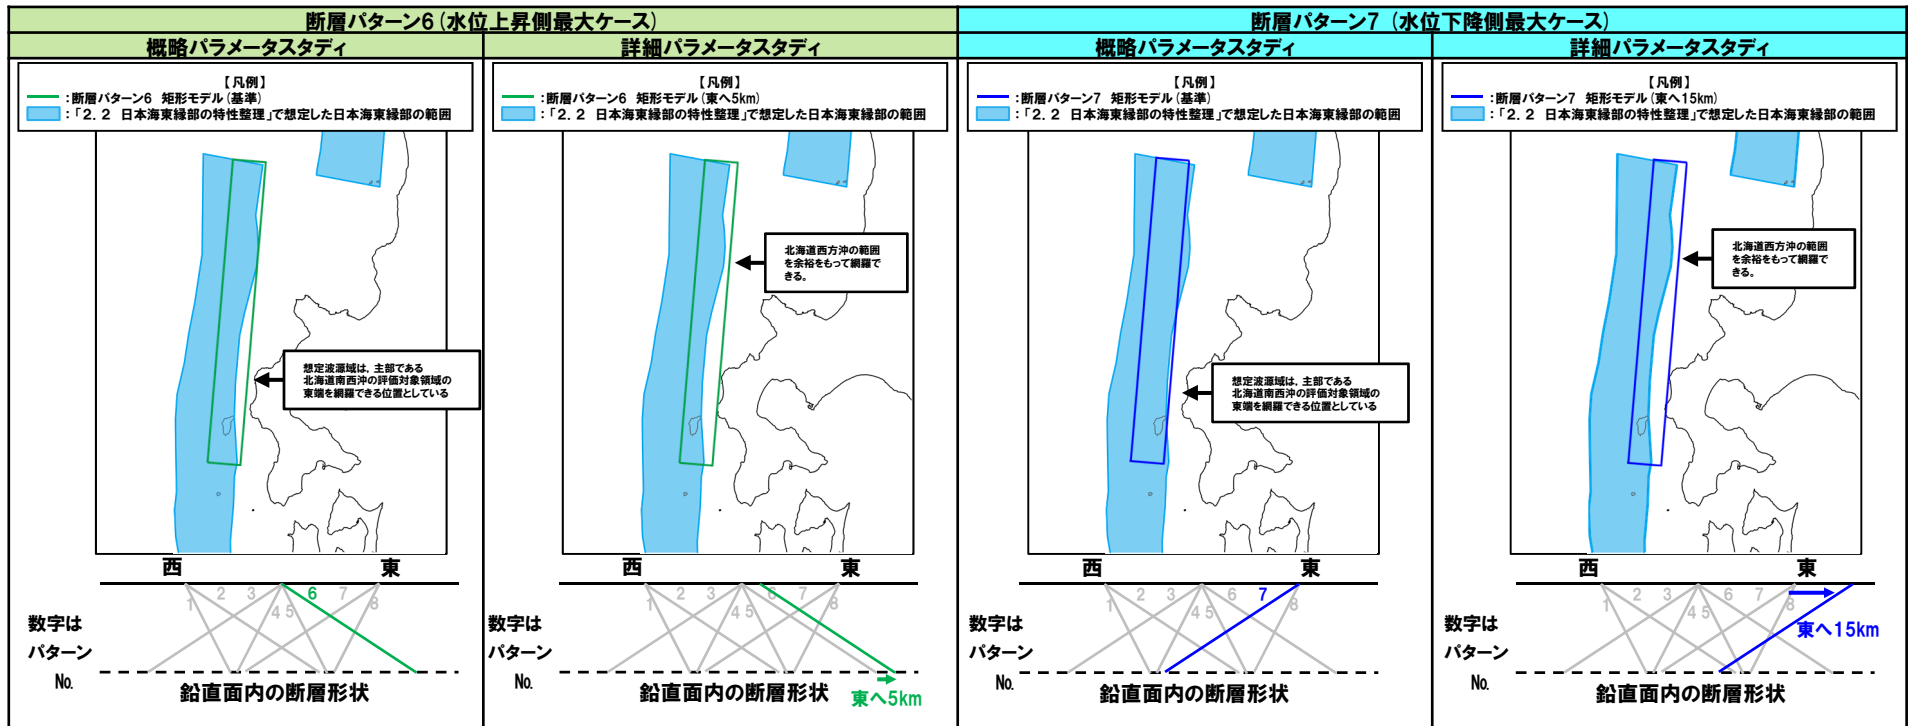 断層パターン6（水位上昇側最大ケース）
断層パターン7（水位下降側最大ケース）
概略パラメータスタディ
詳細パラメータスタディ
概略パラメータスタディ
詳細パラメータスタディ
【凡例】
：断層パターン6　矩形モデル（基準）
：「2．2　日本海東縁部の特性整理」で想定した日本海東縁部の範囲
想定波源域は，主部である
北海道南西沖の評価対象領域の
東端を網羅できる位置としている
西
東
1
2
3
4
5
6
7
8
数字は
パターン
No.
鉛直面内の断層形状
【凡例】
：断層パターン6　矩形モデル（東へ5km）
：「2．2　日本海東縁部の特性整理」で想定した日本海東縁部の範囲
北海道西方沖の範囲
を余裕をもって網羅で
きる。
西
東
1
2
3
4
5
6
7
8
数字は
パターン
No.
鉛直面内の断層形状
東へ5km
【凡例】
：断層パターン7　矩形モデル（基準）
：「2．2　日本海東縁部の特性整理」で想定した日本海東縁部の範囲
想定波源域は，主部である
北海道南西沖の評価対象領域の
東端を網羅できる位置としている
西
東
1
2
3
4
5
6
7
8
数字は
パターン
No.
鉛直面内の断層形状
【凡例】
：断層パターン7　矩形モデル（東へ15km）
：「2．2　日本海東縁部の特性整理」で想定した日本海東縁部の範囲
北海道西方沖の範囲
を余裕をもって網羅で
きる。
西
東
1
2
3
4
5
6
7
8
東へ15km
数字は
パターン
No.
鉛直面内の断層形状